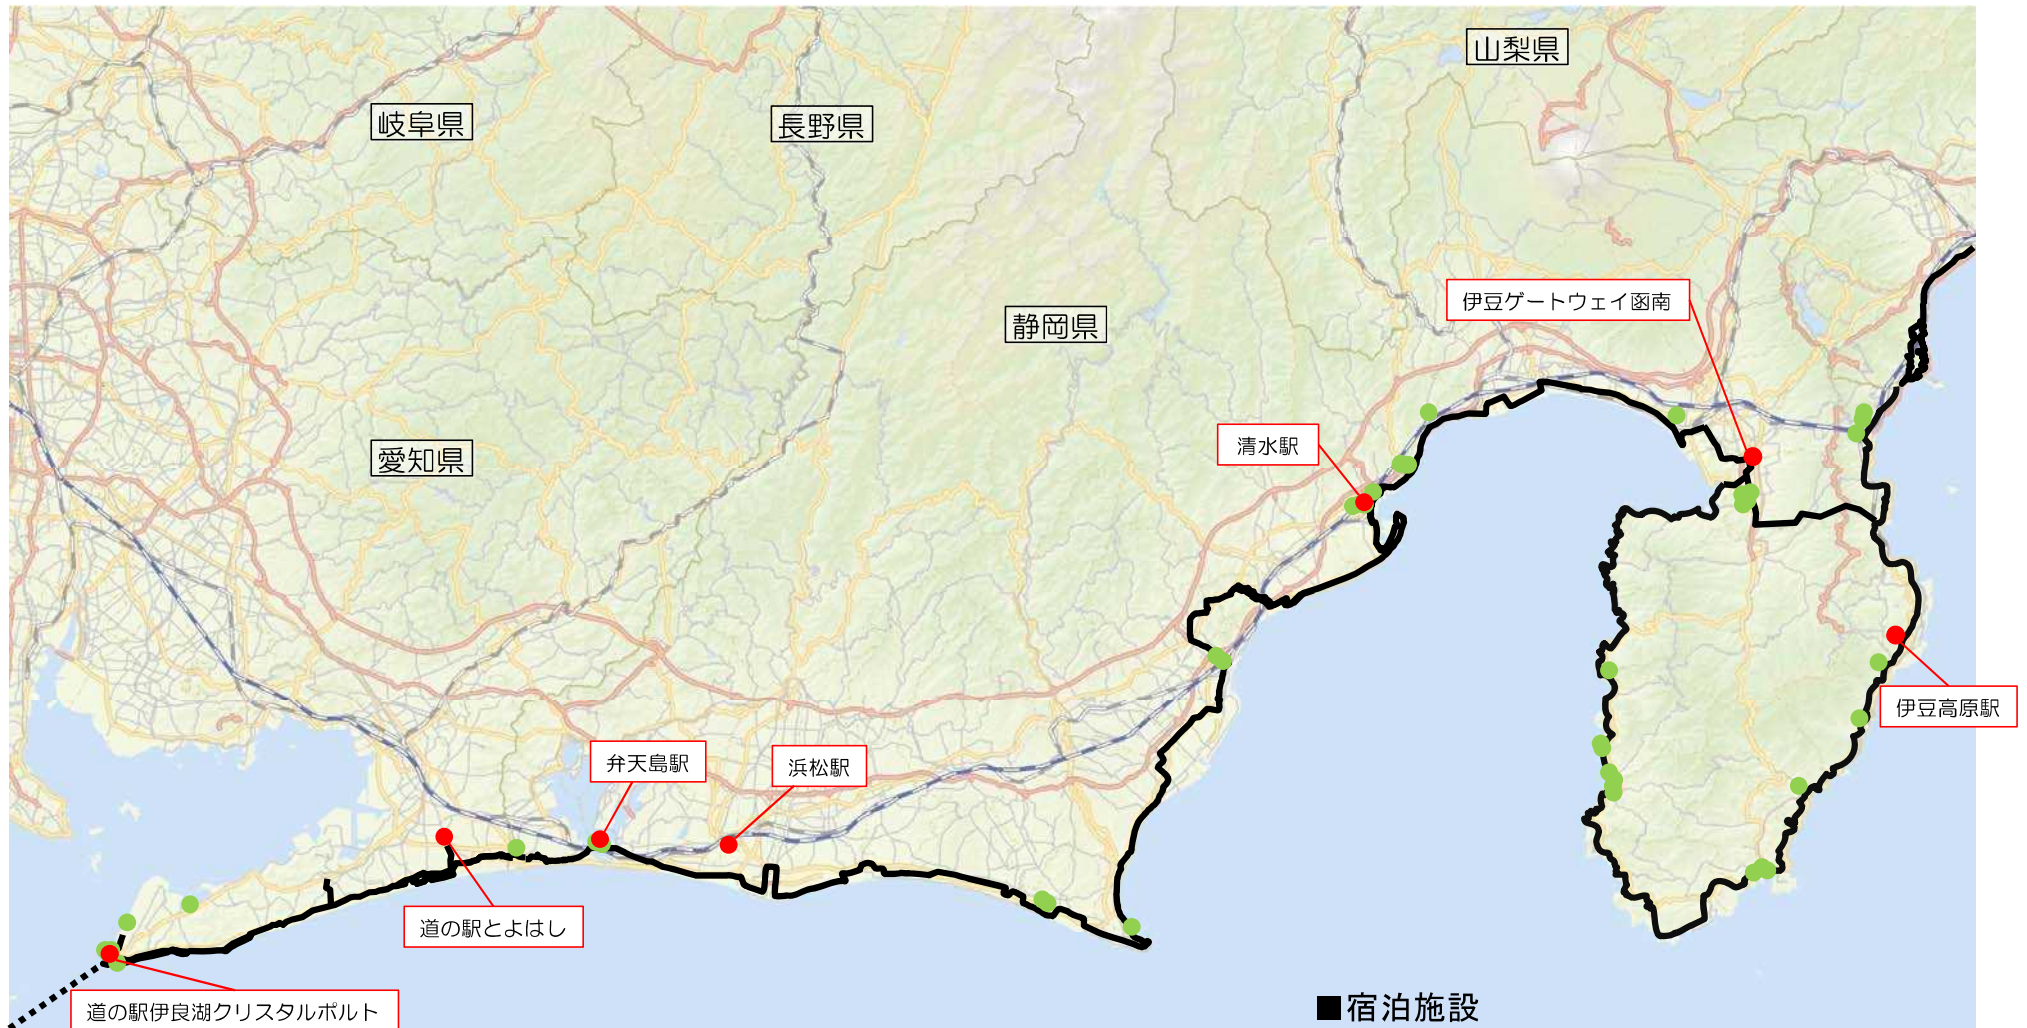 山梨県
岐阜県
長野県
伊豆ゲートウェイ函南
静岡県
清水駅
愛知県
伊豆高原駅
弁天島駅
浜松駅
道の駅とよはし
道の駅伊良湖クリスタルポルト
■宿泊施設